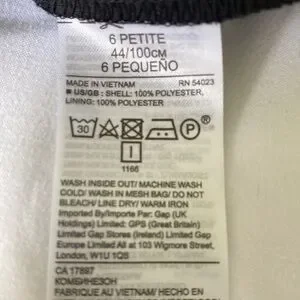 6 PETITE
44/100CM
6 PEQUEÑO
MADE IN VIETNAM RN 54023
■ US/GB : SHELL: 100% POLYESTER,
LINING: 100% POLYESTER
30 P ®
I
1166
WASH INSIDE OUT/ MACHINE WASH
COLD/ WASH IN MESH BAG/ DO NOT
BLEACH/ LINE DRY/ WARM IRON
Imported By/Importe Par: Gap (UK
Holdings) Limited: GPS (Great Britain)
Limited Gap Stores (Ireland) Limited Gap
Europe Limited All at 103 Wigmore Street,
London, W1U 1QS
CA 17897
КОМБИНЕЗОН
FABRIQUÉ AU VIETNAM/ HECHO EN